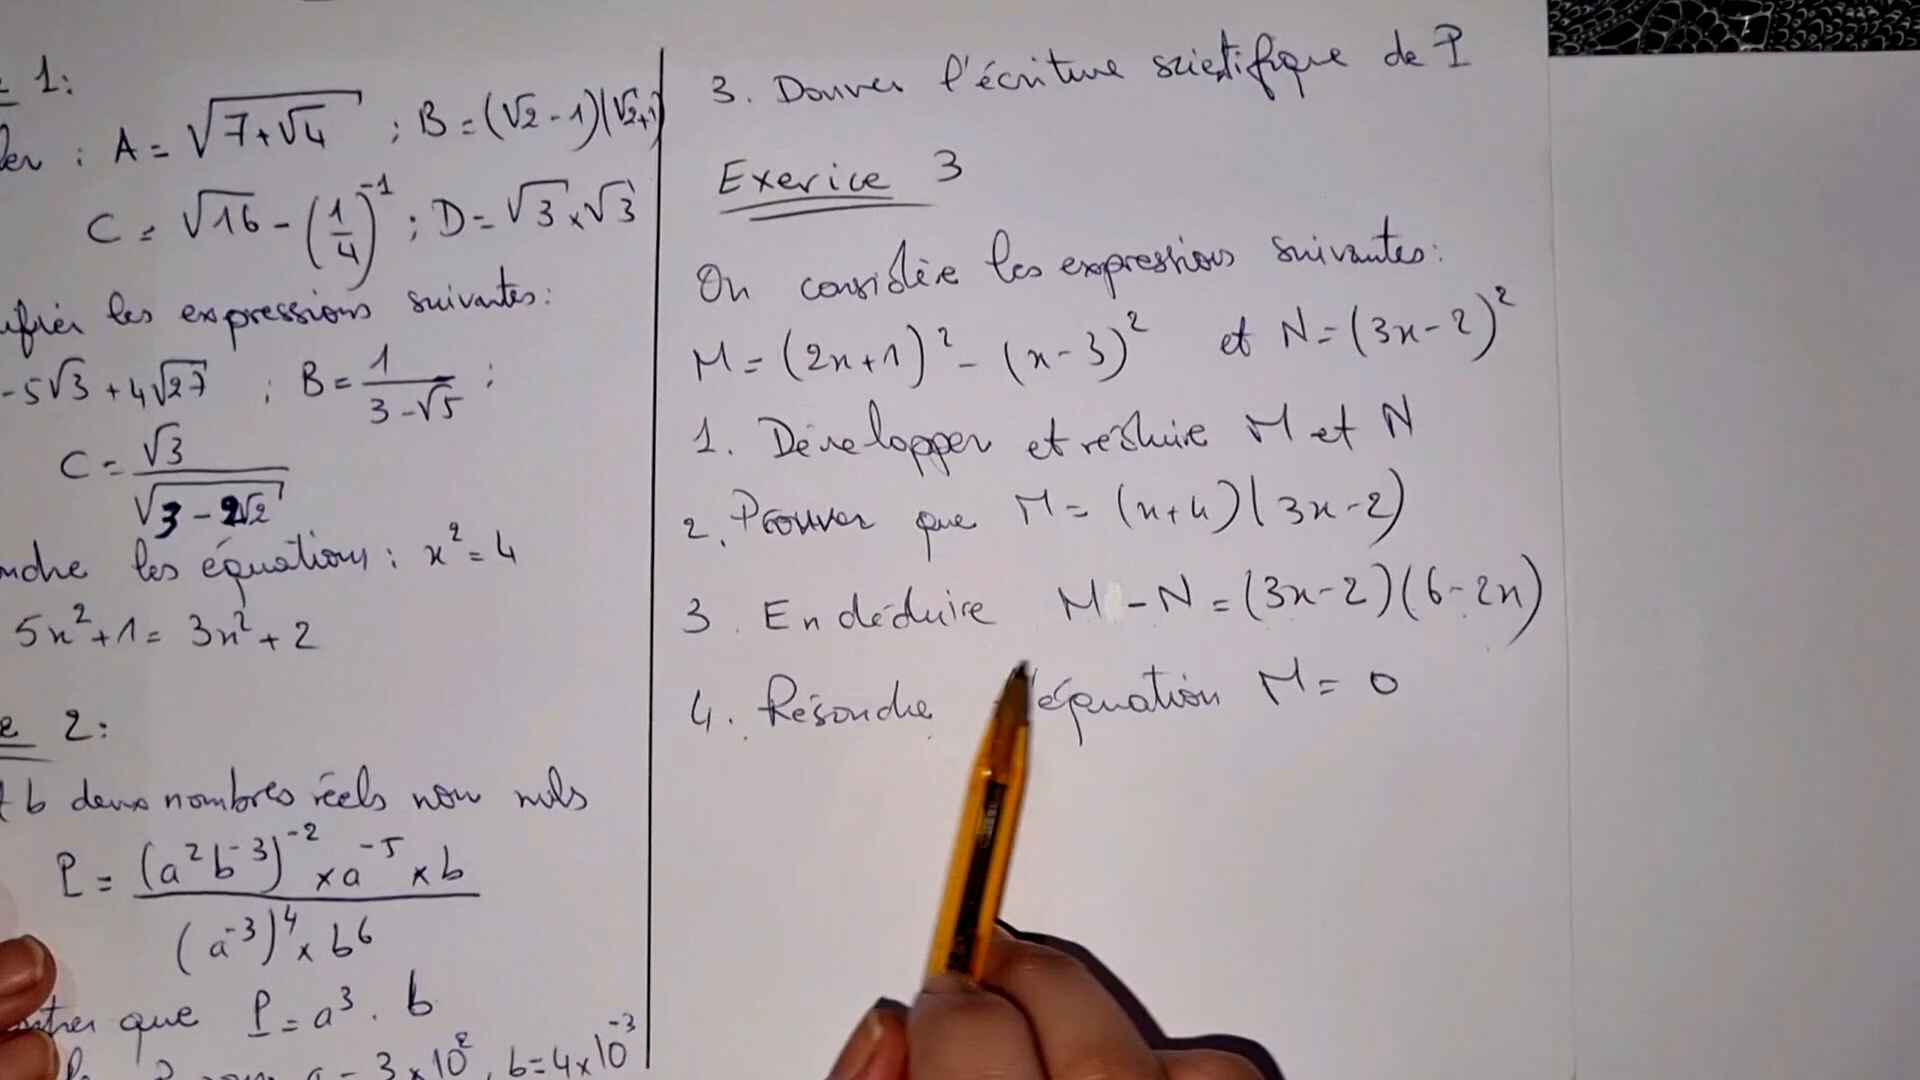 1:
: A = √(7+√4) ; B = (√2 - 1)(√2+1)
C = √16 - (1/4)^-1 ; D = √3 × √3
les expressions suivantes:
-5√3 + 4√27 ; B = 1/(3-√5) ;
C = √3/√(3-2√2)
les équations : x² = 4
5x² + 1 = 3x² + 2
2:
b deux nombres réels non nuls
P = ((a²b^-3)^-2 × a^-5 × b)/((a^-3)^4 × b^6)
que P = a³ . b
a = 3×10², b = 4×10^-3
3. Donner l'écriture scientifique de P
Exerice 3
On considère les expressions suivantes:
M = (2x+1)² - (x-3)² et N = (3x-2)²
1. Développer et réduire M et N
2. Prouver que M = (x+4)(3x-2)
3. En déduire M - N = (3x-2)(6-2x)
4. Résoudre équation M = 0